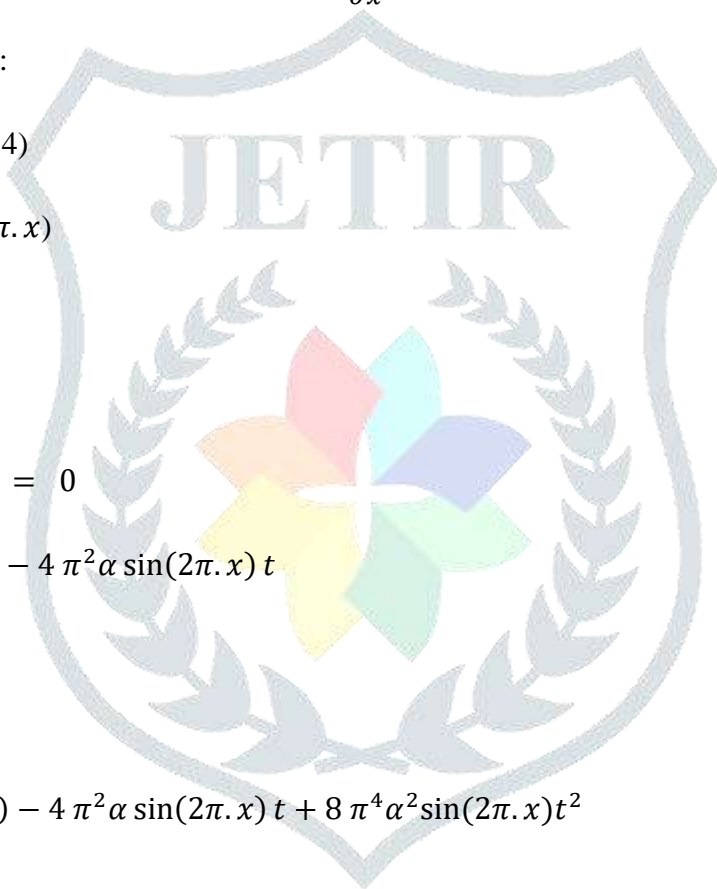 ∂x
:
4)
π.x)
JETIR
= 0
− 4 π²α sin(2π.x) t
) − 4 π²α sin(2π.x) t + 8 π⁴α²sin(2π.x)t²